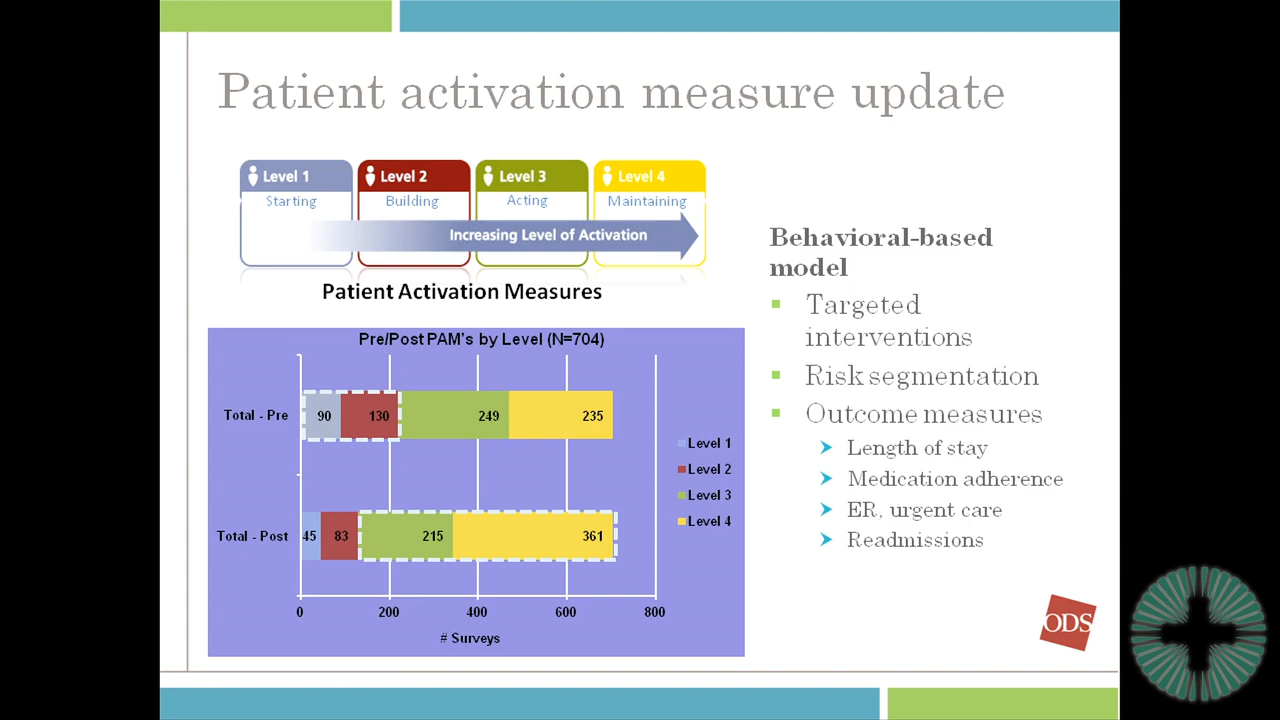 Patient activation measure update
Level 1
Level 2
Level 3
Level 4
Starting
Building
Acting
Maintaining
Increasing Level of Activation
Patient Activation Measures
Pre/Post PAM's by Level (N=704)
Total - Pre
90
130
249
235
Total - Post
45
83
215
361
0
200
400
600
800
# Surveys
Level 1
Level 2
Level 3
Level 4
Behavioral-based
model
Targeted
interventions
Risk segmentation
Outcome measures
Length of stay
Medication adherence
ER, urgent care
Readmissions
ODS